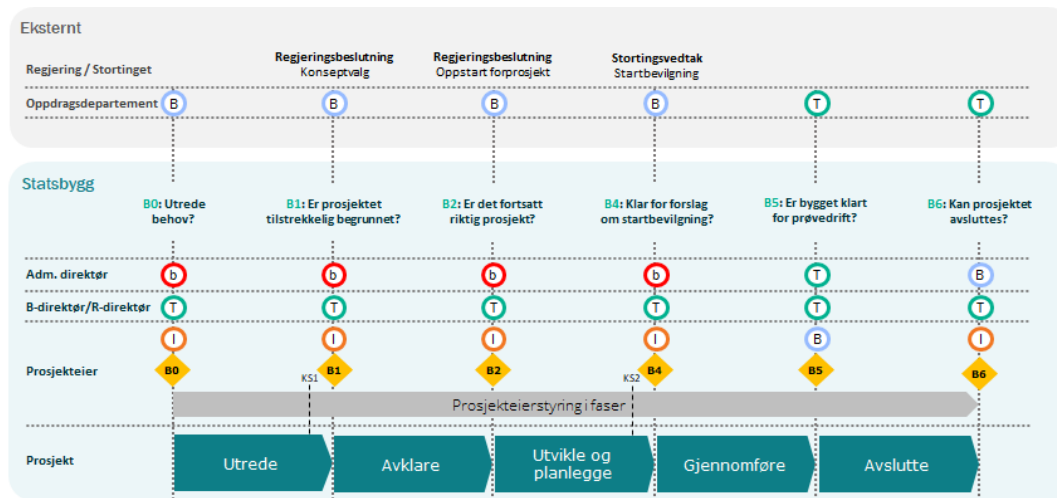 Eksternt
Regjeringsbeslutning
Konseptvalg
Regjeringsbeslutning
Oppstart forprosjekt
Stortingsvedtak
Startbevilgning
Regjering / Stortinget
Oppdragsdepartement B B B B T T
Statsbygg
B0: Utrede
behov?
B1: Er prosjektet
tilstrekkelig begrunnet?
B2: Er det fortsatt
riktig prosjekt?
B4: Klar for forslag
om startbevilgning?
B5: Er bygget klart
for prøvedrift?
B6: Kan prosjektet
avsluttes?
Adm. direktør b b b b T B
B-direktør/R-direktør T T T T T T
I I I I B I
Prosjekteier B0 B1 B2 B4 B5 B6
KS1 KS2
Prosjekteierstyring i faser
Prosjekt
Utrede
Avklare
Utvikle og
planlegge
Gjennomføre
Avslutte